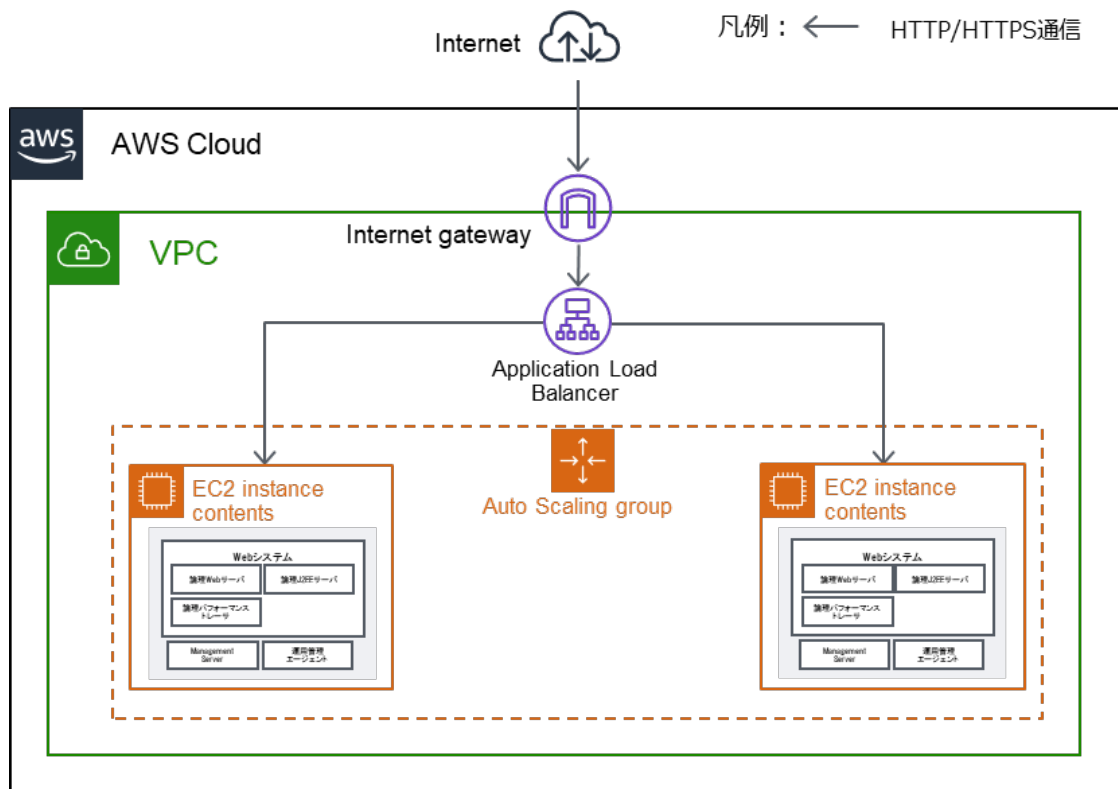 Internet
凡例： ← HTTP/HTTPS通信
aws
AWS Cloud
VPC
Internet gateway
Application Load
Balancer
Auto Scaling group
EC2 instance
contents
Webシステム
論理Webサーバ
論理J2EEサーバ
論理パフォーマンス
トレーサ
Management
Server
運用管理
エージェント
EC2 instance
contents
Webシステム
論理Webサーバ
論理J2EEサーバ
論理パフォーマンス
トレーサ
Management
Server
運用管理
エージェント